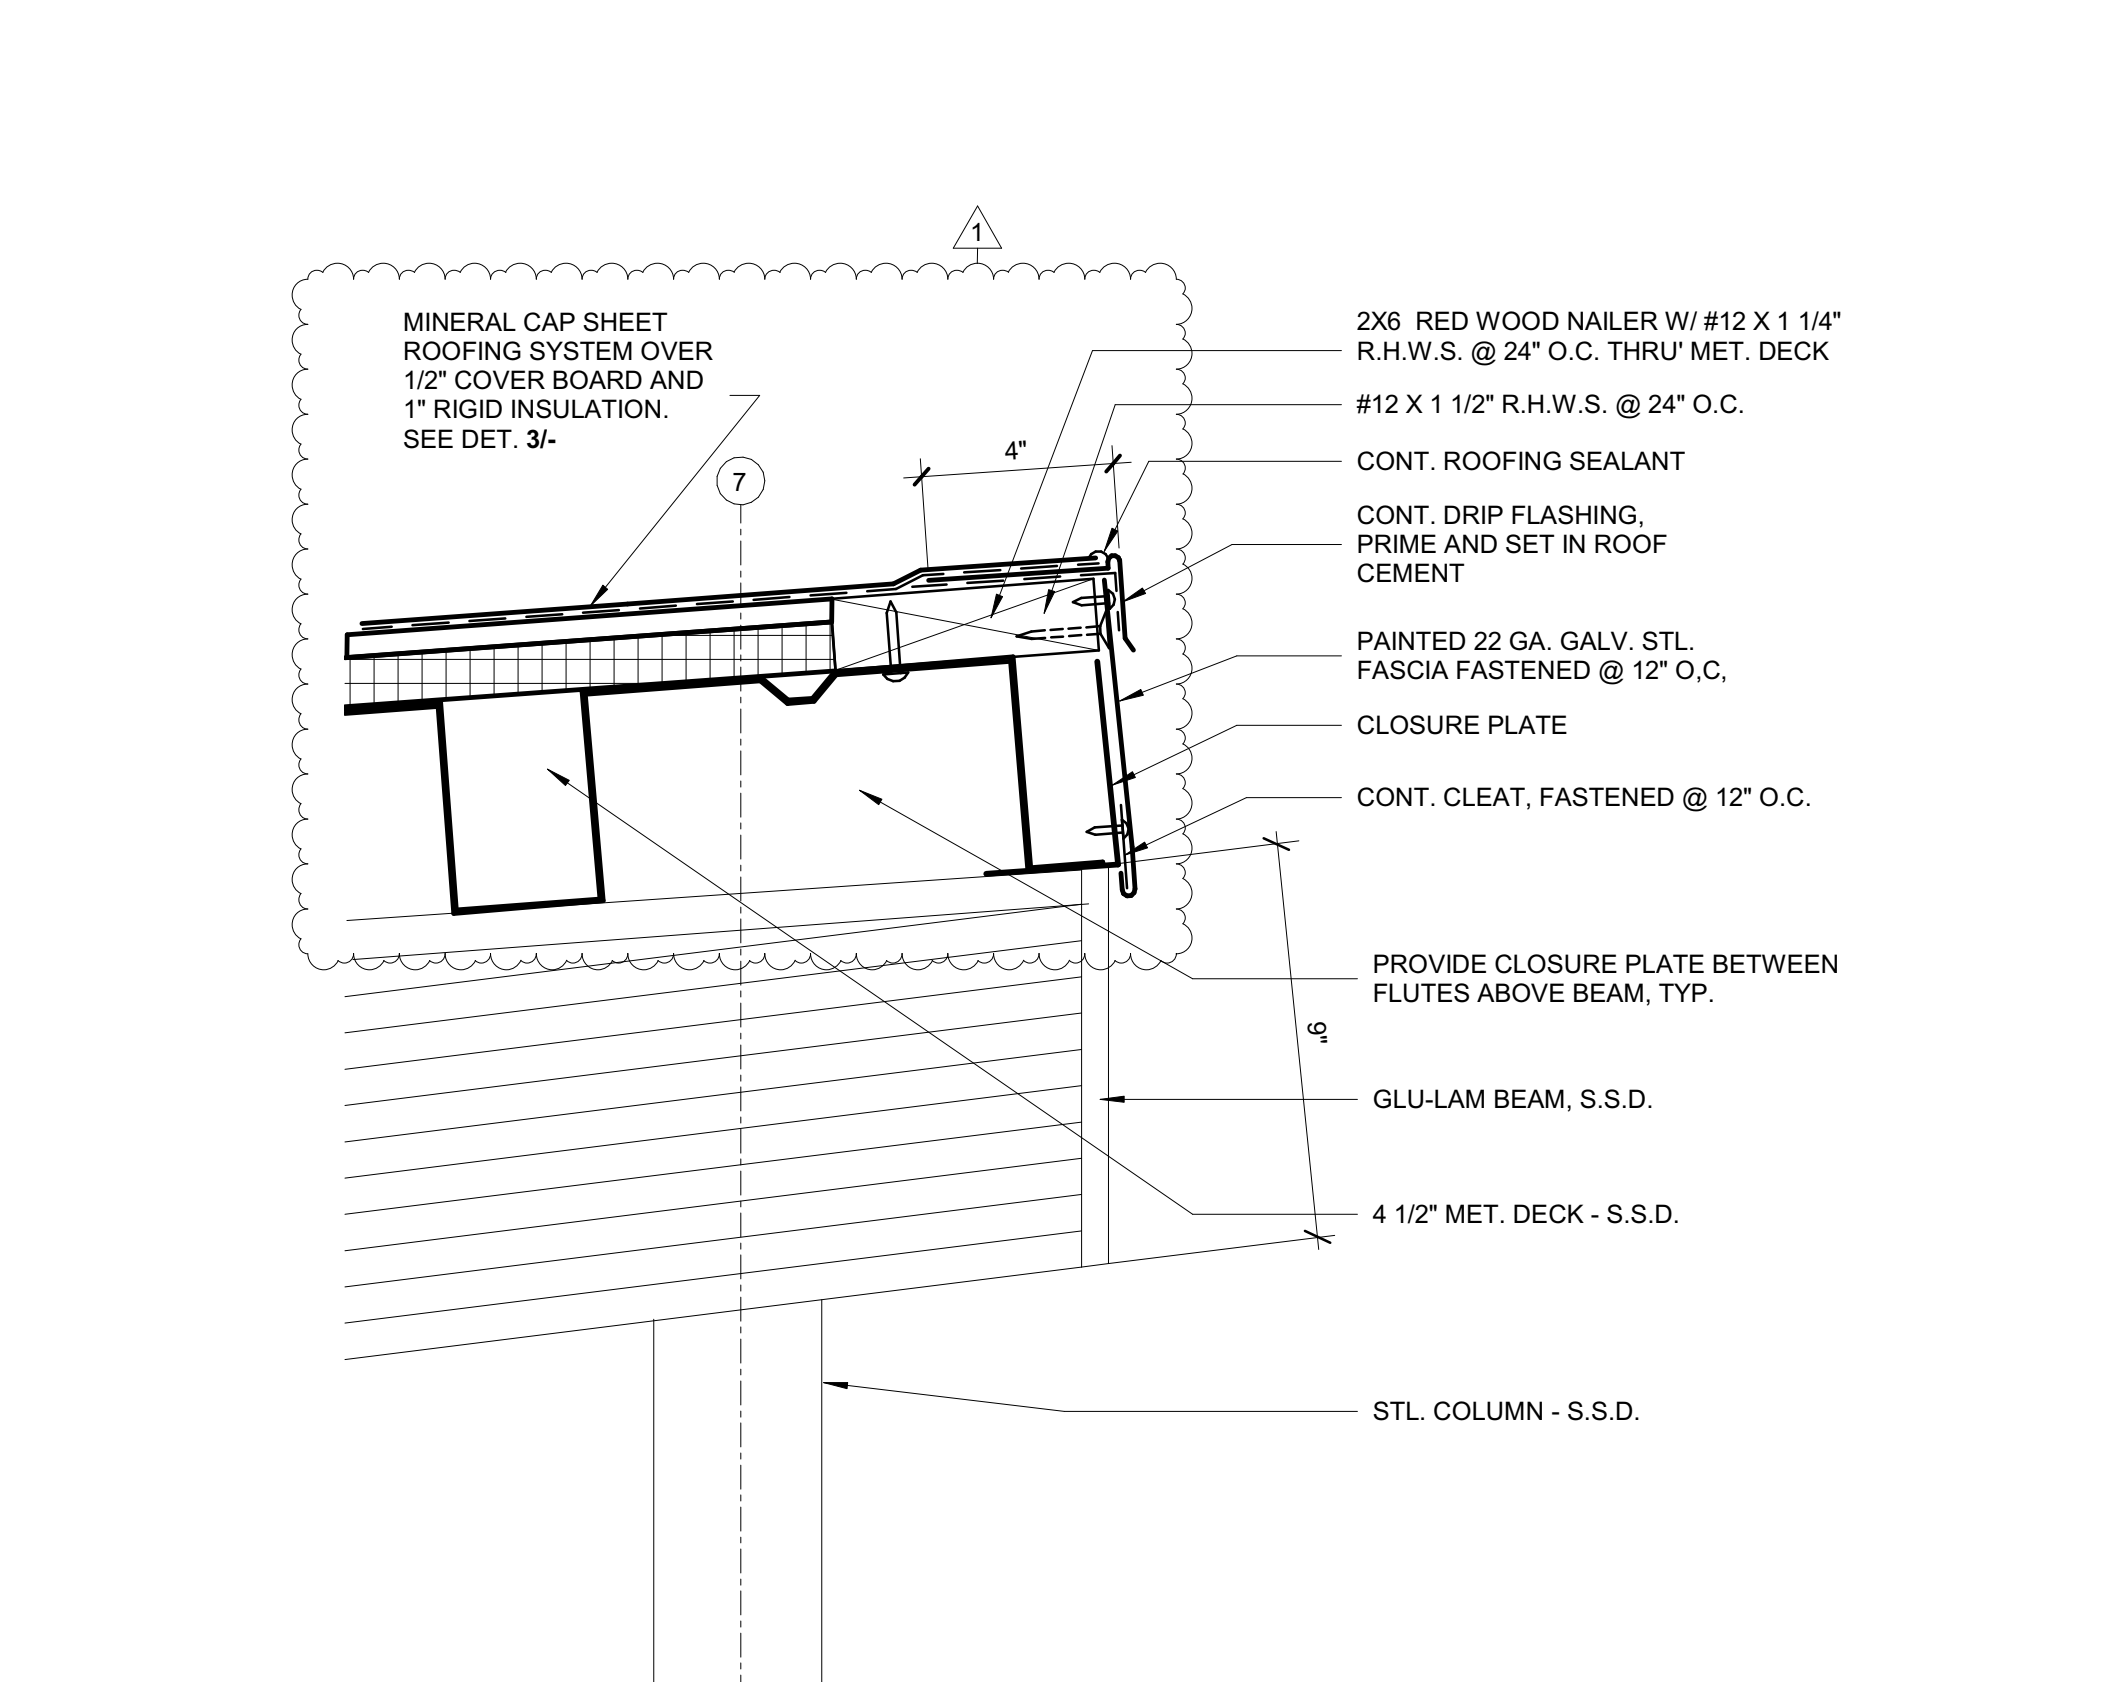 1
MINERAL CAP SHEET
ROOFING SYSTEM OVER
1/2" COVER BOARD AND
1" RIGID INSULATION.
SEE DET. 3/-
7
4"
2X6 RED WOOD NAILER W/ #12 X 1 1/4"
R.H.W.S. @ 24" O.C. THRU' MET. DECK
#12 X 1 1/2" R.H.W.S. @ 24" O.C.
CONT. ROOFING SEALANT
CONT. DRIP FLASHING,
PRIME AND SET IN ROOF
CEMENT
PAINTED 22 GA. GALV. STL.
FASCIA FASTENED @ 12" O,C,
CLOSURE PLATE
CONT. CLEAT, FASTENED @ 12" O.C.
PROVIDE CLOSURE PLATE BETWEEN
FLUTES ABOVE BEAM, TYP.
9"
GLU-LAM BEAM, S.S.D.
4 1/2" MET. DECK - S.S.D.
STL. COLUMN - S.S.D.